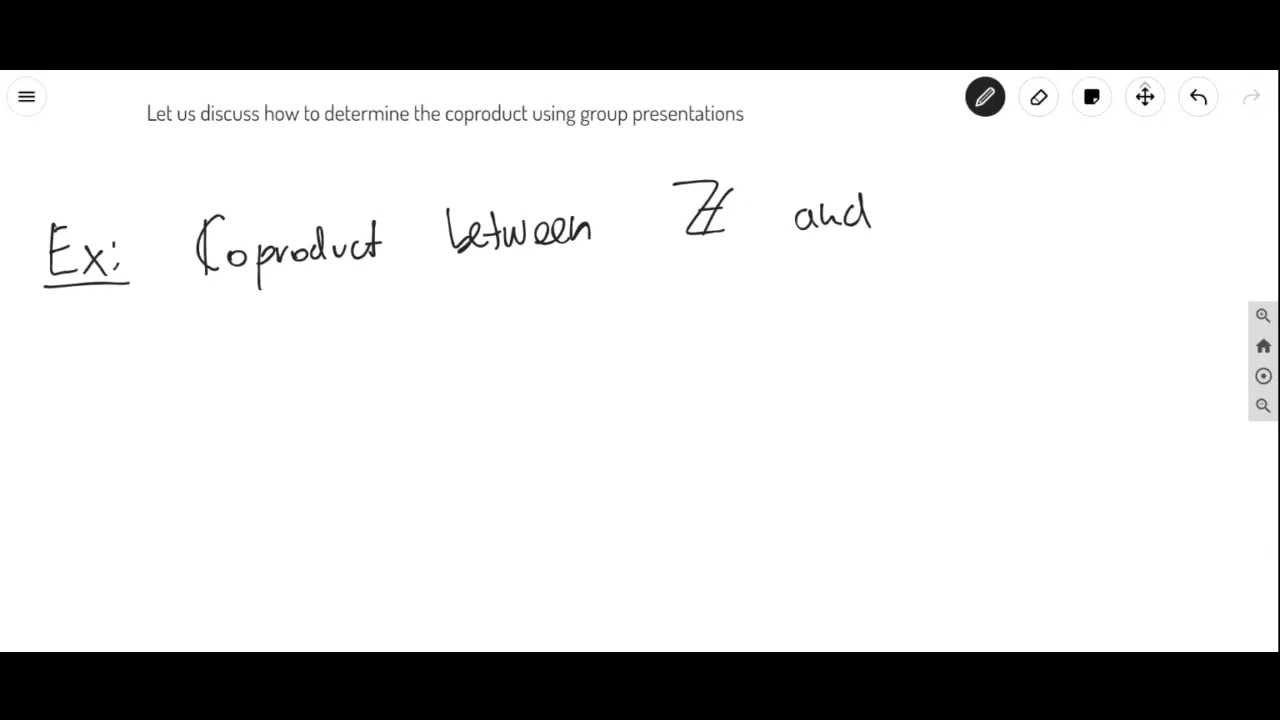 Let us discuss how to determine the coproduct using group presentations
Ex: Coproduct between ℤ and